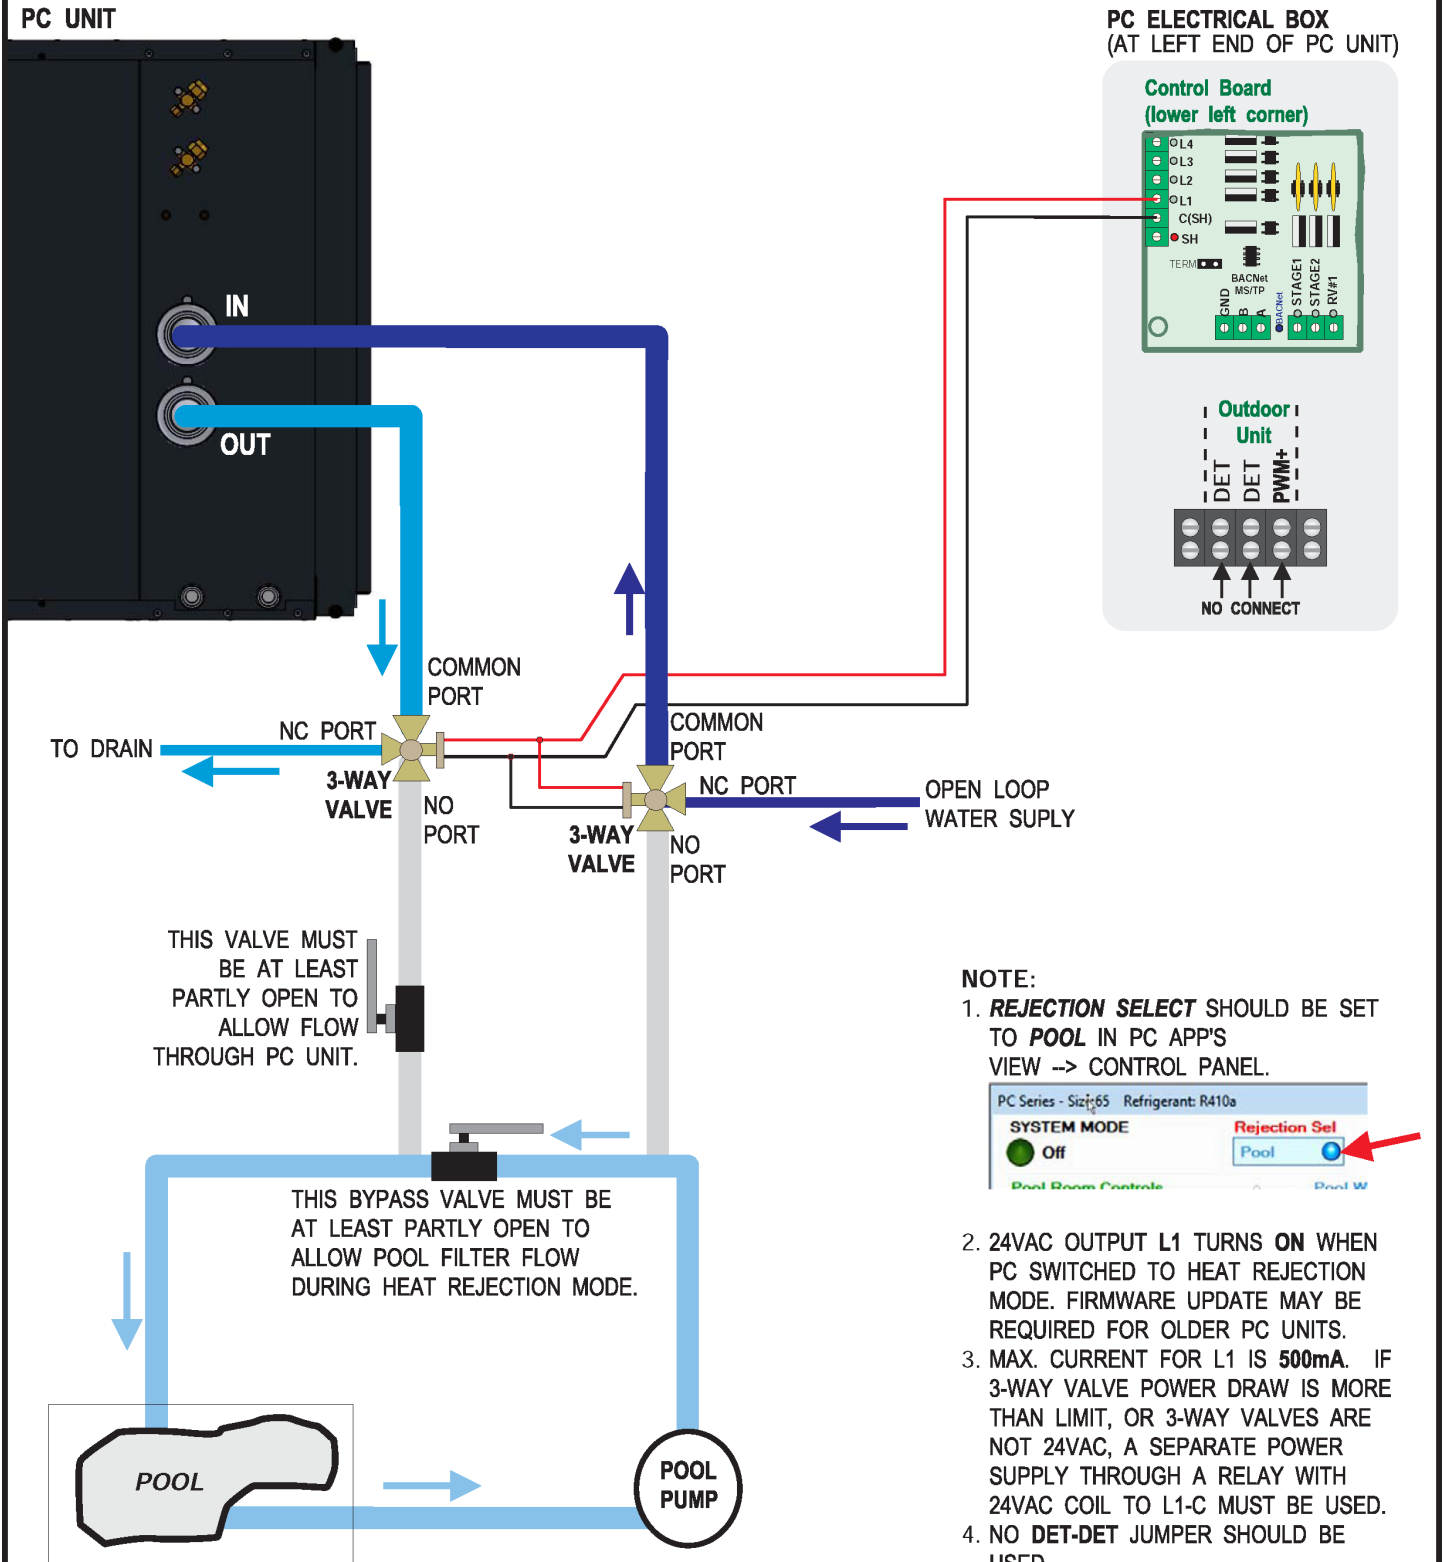 PC UNIT
PC ELECTRICAL BOX
(AT LEFT END OF PC UNIT)
Control Board
(lower left corner)
L4
L3
L2
L1
C(SH)
SH
TERM
BACNet
MS/TP
GND
B
A
BACNet
STAGE1
STAGE2
RV#1
IN
OUT
Outdoor
Unit
DET
DET
PWM+
NO CONNECT
COMMON
PORT
NC PORT
TO DRAIN
3-WAY
VALVE
NO
PORT
COMMON
PORT
NC PORT
OPEN LOOP
WATER SUPLY
3-WAY
VALVE
NO
PORT
THIS VALVE MUST
BE AT LEAST
PARTLY OPEN TO
ALLOW FLOW
THROUGH PC UNIT.
THIS BYPASS VALVE MUST BE
AT LEAST PARTLY OPEN TO
ALLOW POOL FILTER FLOW
DURING HEAT REJECTION MODE.
POOL
POOL
PUMP
NOTE:
1. REJECTION SELECT SHOULD BE SET
TO POOL IN PC APP'S
VIEW --> CONTROL PANEL.
PC Series - Size 65 Refrigerant: R410a
SYSTEM MODE
Off
Rejection Sel
Pool
Pool Room Controls
Pool W
2. 24VAC OUTPUT L1 TURNS ON WHEN
PC SWITCHED TO HEAT REJECTION
MODE. FIRMWARE UPDATE MAY BE
REQUIRED FOR OLDER PC UNITS.
3. MAX. CURRENT FOR L1 IS 500mA. IF
3-WAY VALVE POWER DRAW IS MORE
THAN LIMIT, OR 3-WAY VALVES ARE
NOT 24VAC, A SEPARATE POWER
SUPPLY THROUGH A RELAY WITH
24VAC COIL TO L1-C MUST BE USED.
4. NO DET-DET JUMPER SHOULD BE
USED